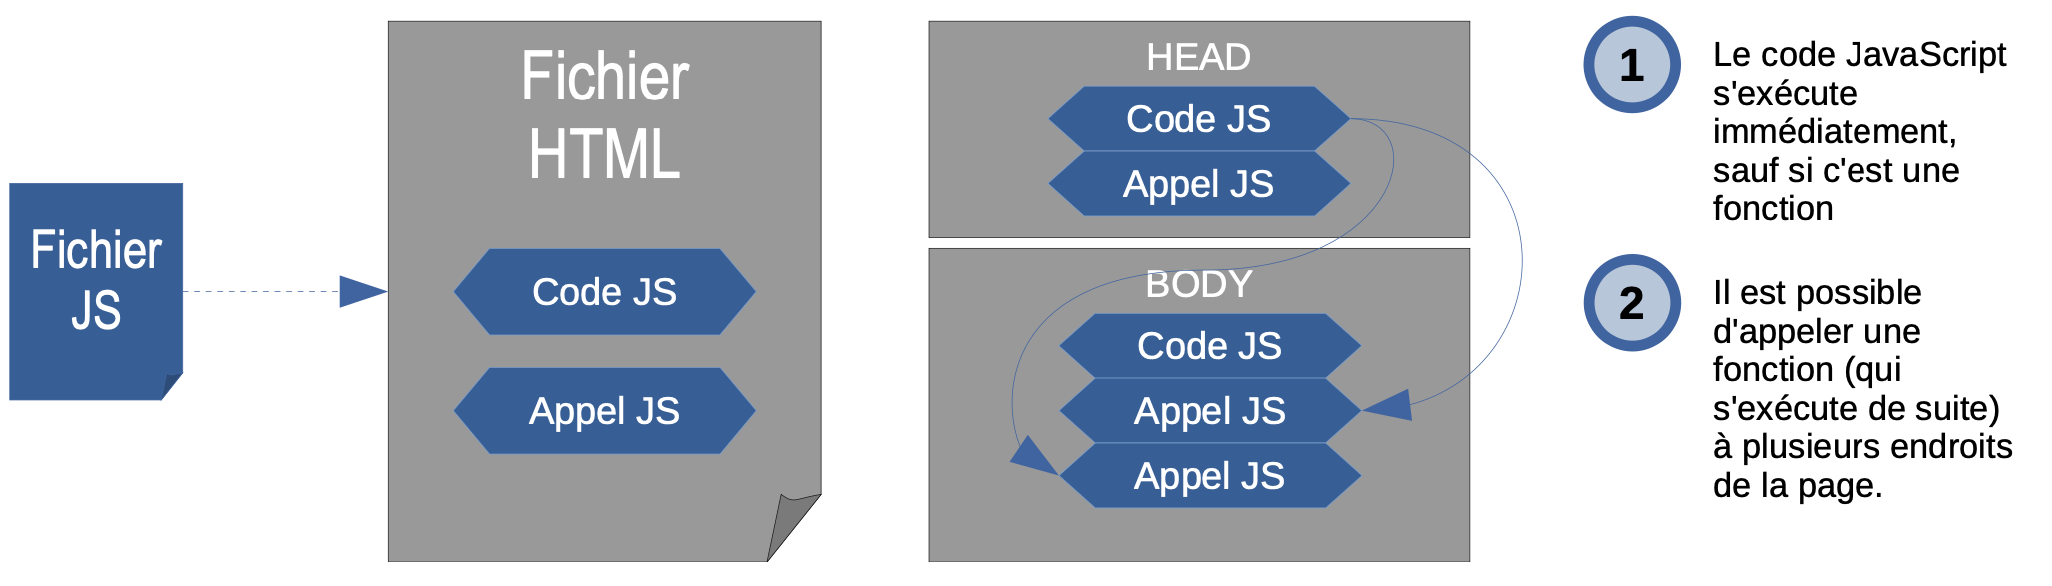 Fichier
JS
Fichier
HTML
Code JS
Appel JS
HEAD
Code JS
Appel JS
BODY
Code JS
Appel JS
Appel JS
1
Le code JavaScript
s'exécute
immédiatement,
sauf si c'est une
fonction
2
Il est possible
d'appeler une
fonction (qui
s'exécute de suite)
à plusieurs endroits
de la page.